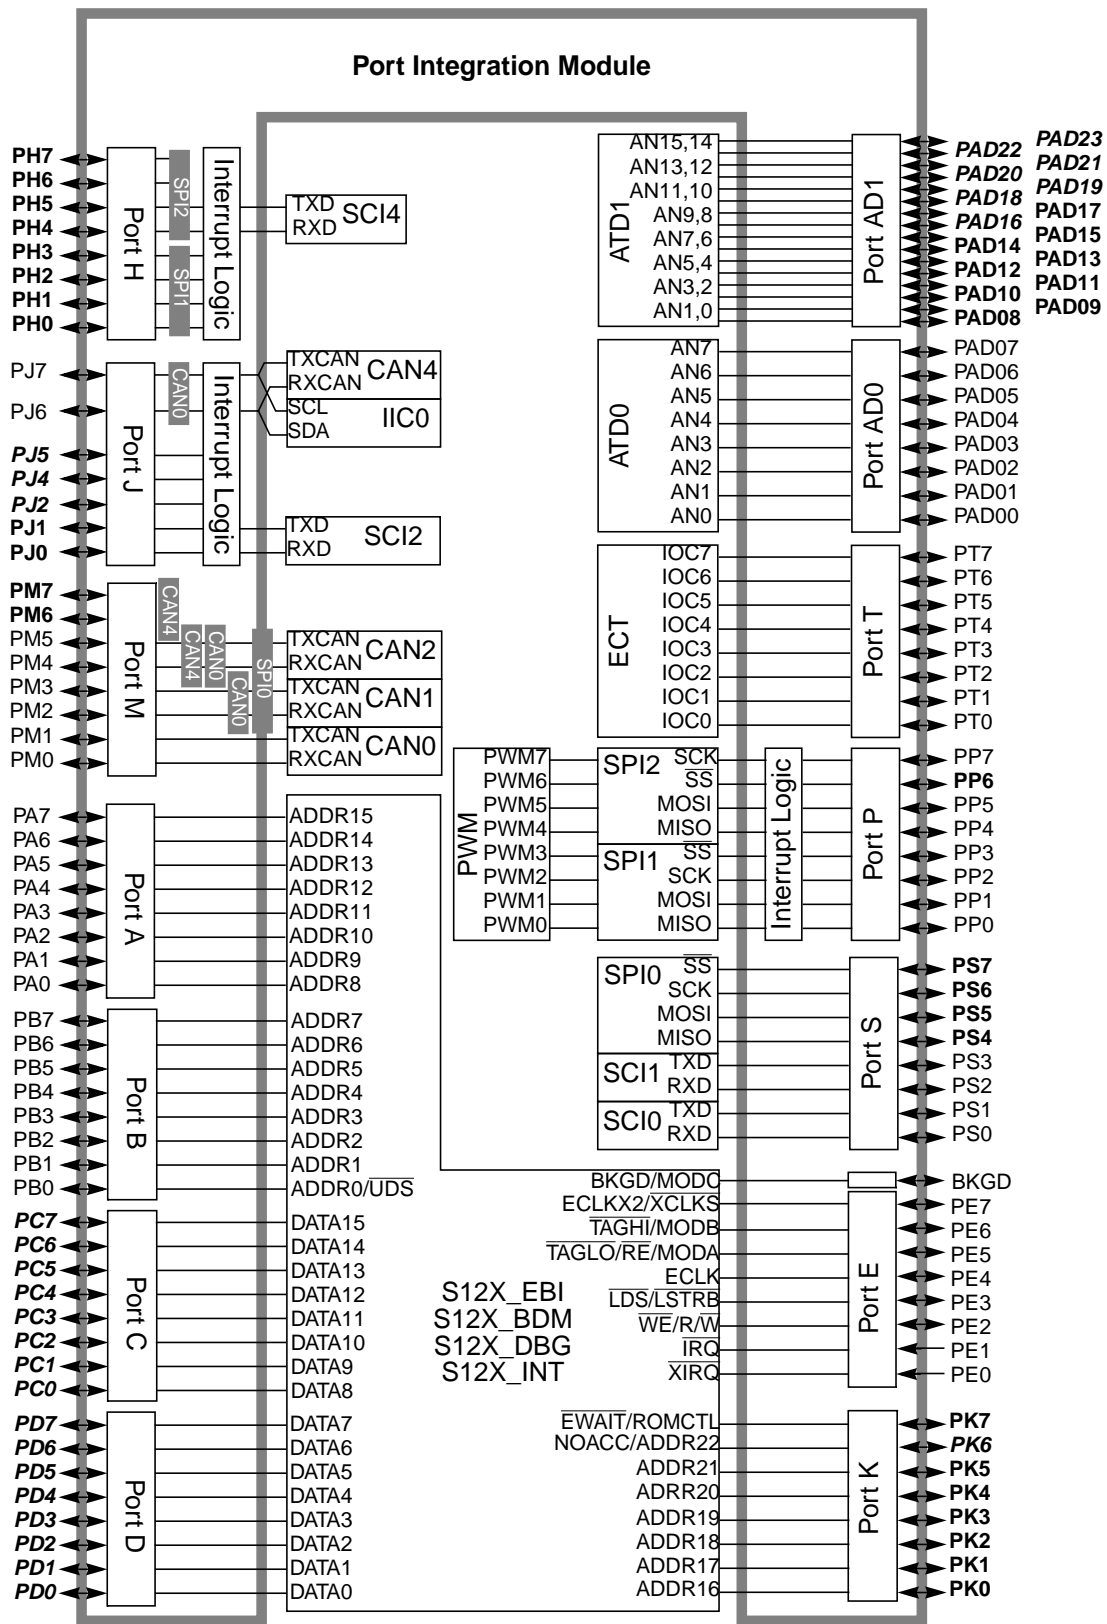 Port Integration Module
PH7
PH6
PH5
PH4
PH3
PH2
PH1
PH0
Port H
SPI2
SPI1
Interrupt Logic
TXD
RXD
SCI4
PJ7
PJ6
PJ5
PJ4
PJ2
PJ1
PJ0
Port J
CAN0
Interrupt Logic
TXCAN
RXCAN
CAN4
SCL
SDA
IIC0
TXD
RXD
SCI2
PM7
PM6
PM5
PM4
PM3
PM2
PM1
PM0
Port M
CAN4
CAN4
CAN0
CAN0
SPI0
TXCAN
RXCAN
CAN2
TXCAN
RXCAN
CAN1
TXCAN
RXCAN
CAN0
PA7
PA6
PA5
PA4
PA3
PA2
PA1
PA0
Port A
ADDR15
ADDR14
ADDR13
ADDR12
ADDR11
ADDR10
ADDR9
ADDR8
PB7
PB6
PB5
PB4
PB3
PB2
PB1
PB0
Port B
ADDR7
ADDR6
ADDR5
ADDR4
ADDR3
ADDR2
ADDR1
ADDR0/UDS
PC7
PC6
PC5
PC4
PC3
PC2
PC1
PC0
Port C
DATA15
DATA14
DATA13
DATA12
DATA11
DATA10
DATA9
DATA8
PD7
PD6
PD5
PD4
PD3
PD2
PD1
PD0
Port D
DATA7
DATA6
DATA5
DATA4
DATA3
DATA2
DATA1
DATA0
S12X_EBI
S12X_BDM
S12X_DBG
S12X_INT
ATD1
AN15,14
AN13,12
AN11,10
AN9,8
AN7,6
AN5,4
AN3,2
AN1,0
Port AD1
PAD23
PAD22
PAD21
PAD20
PAD19
PAD18
PAD17
PAD16
PAD15
PAD14
PAD13
PAD12
PAD11
PAD10
PAD09
PAD08
ATD0
AN7
AN6
AN5
AN4
AN3
AN2
AN1
AN0
Port AD0
PAD07
PAD06
PAD05
PAD04
PAD03
PAD02
PAD01
PAD00
ECT
IOC7
IOC6
IOC5
IOC4
IOC3
IOC2
IOC1
IOC0
Port T
PT7
PT6
PT5
PT4
PT3
PT2
PT1
PT0
PWM
PWM7
PWM6
PWM5
PWM4
PWM3
PWM2
PWM1
PWM0
SPI2
SCK
SS
MOSI
MISO
SPI1
SS
SCK
MOSI
MISO
Interrupt Logic
Port P
PP7
PP6
PP5
PP4
PP3
PP2
PP1
PP0
SPI0
SS
SCK
MOSI
MISO
SCI1
TXD
RXD
SCI0
TXD
RXD
Port S
PS7
PS6
PS5
PS4
PS3
PS2
PS1
PS0
BKGD/MODC
BKGD
ECLKX2/XCLKS
TAGHI/MODB
TAGLO/RE/MODA
ECLK
LDS/LSTRB
WE/R/W
IRQ
XIRQ
Port E
PE7
PE6
PE5
PE4
PE3
PE2
PE1
PE0
EWAIT/ROMCTL
NOACC/ADDR22
ADDR21
ADRR20
ADDR19
ADDR18
ADDR17
ADDR16
Port K
PK7
PK6
PK5
PK4
PK3
PK2
PK1
PK0